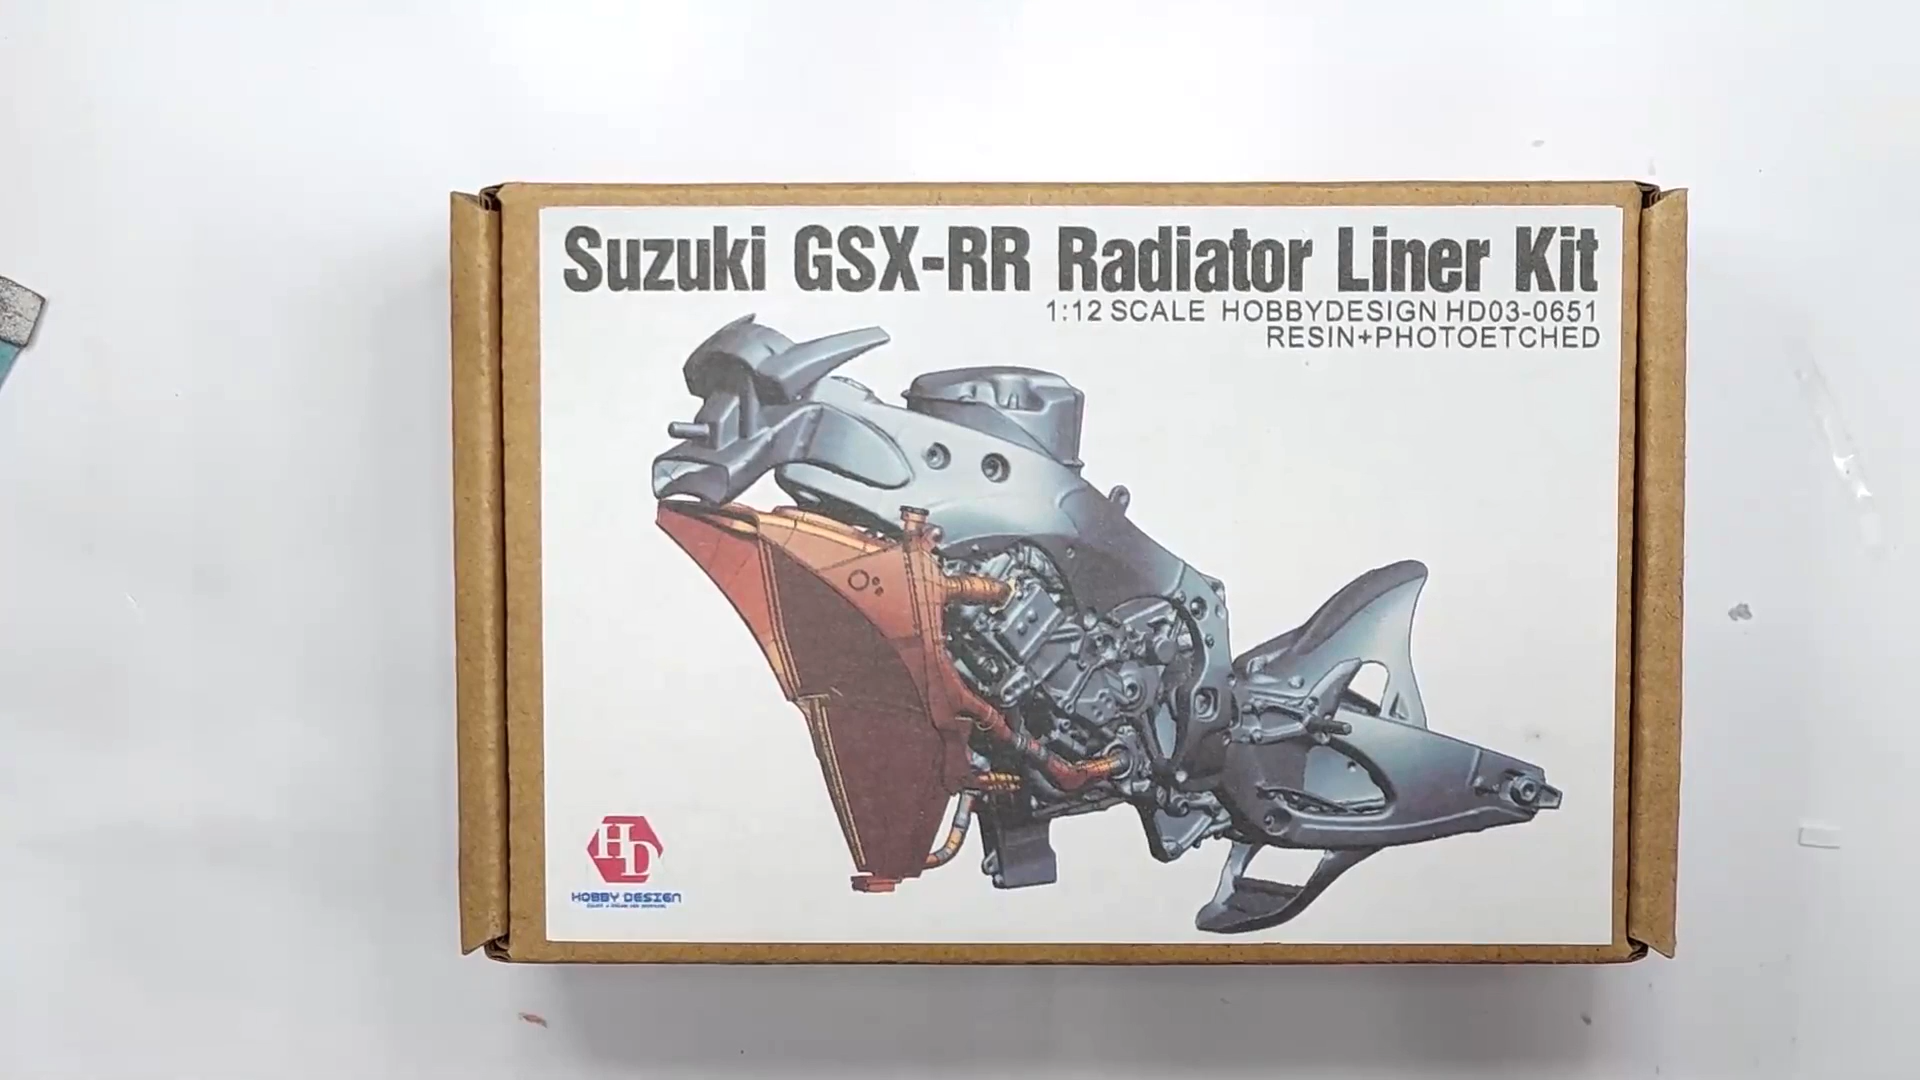 Suzuki GSX-RR Radiator Liner Kit
1:12 SCALE HOBBYDESIGN HD03-0651
RESIN+PHOTOETCHED
HD
HOBBY DESIGN